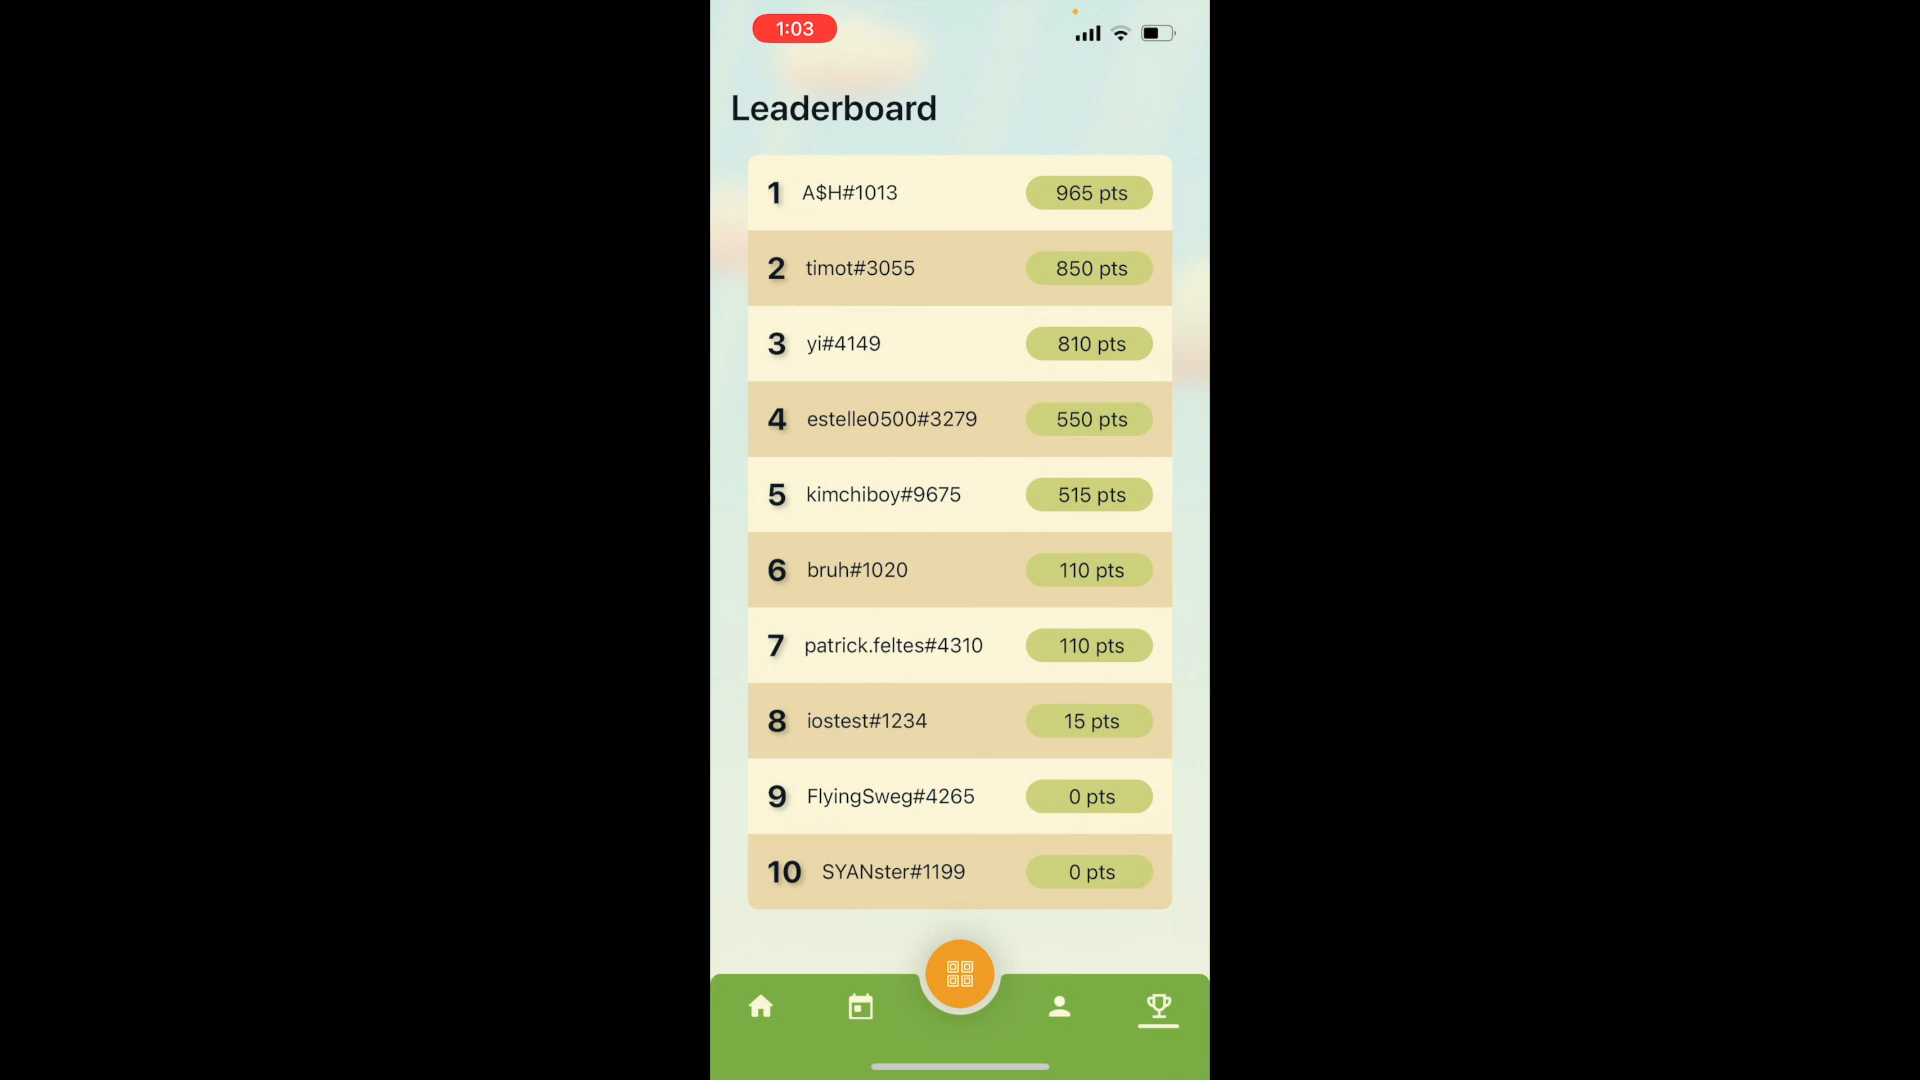 1:03
Leaderboard
1 A$H#1013 965 pts
2 timot#3055 850 pts
3 yi#4149 810 pts
4 estelle0500#3279 550 pts
5 kimchiboy#9675 515 pts
6 bruh#1020 110 pts
7 patrick.feltes#4310 110 pts
8 iostest#1234 15 pts
9 FlyingSweg#4265 0 pts
10 SYANster#1199 0 pts